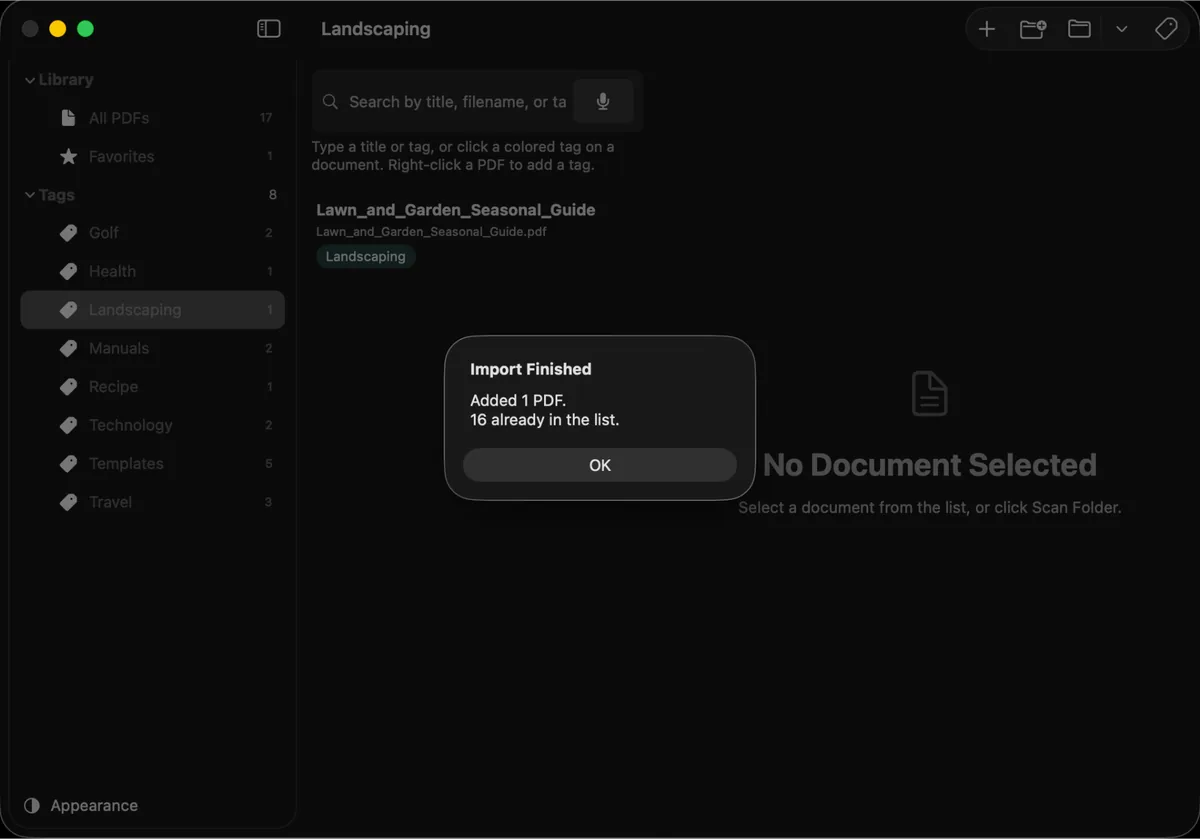 Landscaping
Library
All PDFs 17
Favorites 1
Tags 8
Golf 2
Health 1
Landscaping 1
Manuals 2
Recipe 1
Technology 2
Templates 5
Travel 3
Appearance
Search by title, filename, or ta
Type a title or tag, or click a colored tag on a
document. Right-click a PDF to add a tag.
Lawn_and_Garden_Seasonal_Guide
Lawn_and_Garden_Seasonal_Guide.pdf
Landscaping
Import Finished
Added 1 PDF.
16 already in the list.
OK
No Document Selected
Select a document from the list, or click Scan Folder.